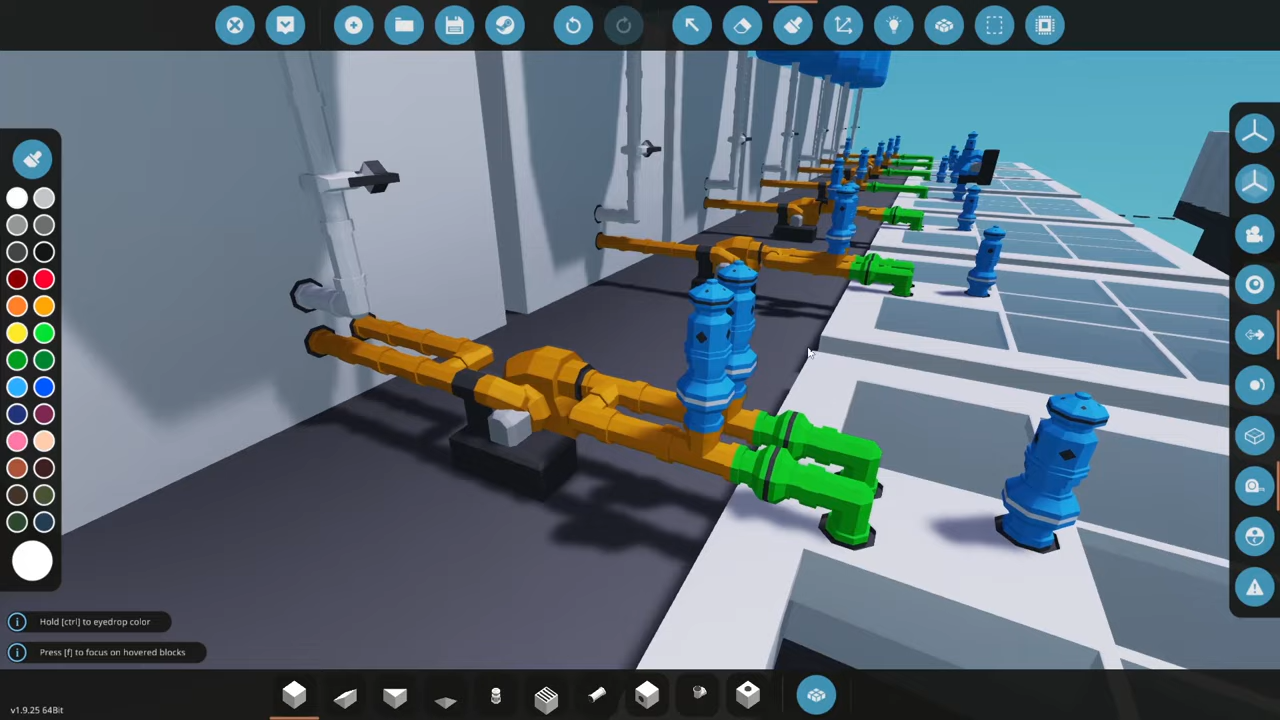 Hold [ctrl] to eyedrop color
Press [f] to focus on hovered blocks
v1.9.25 64Bit